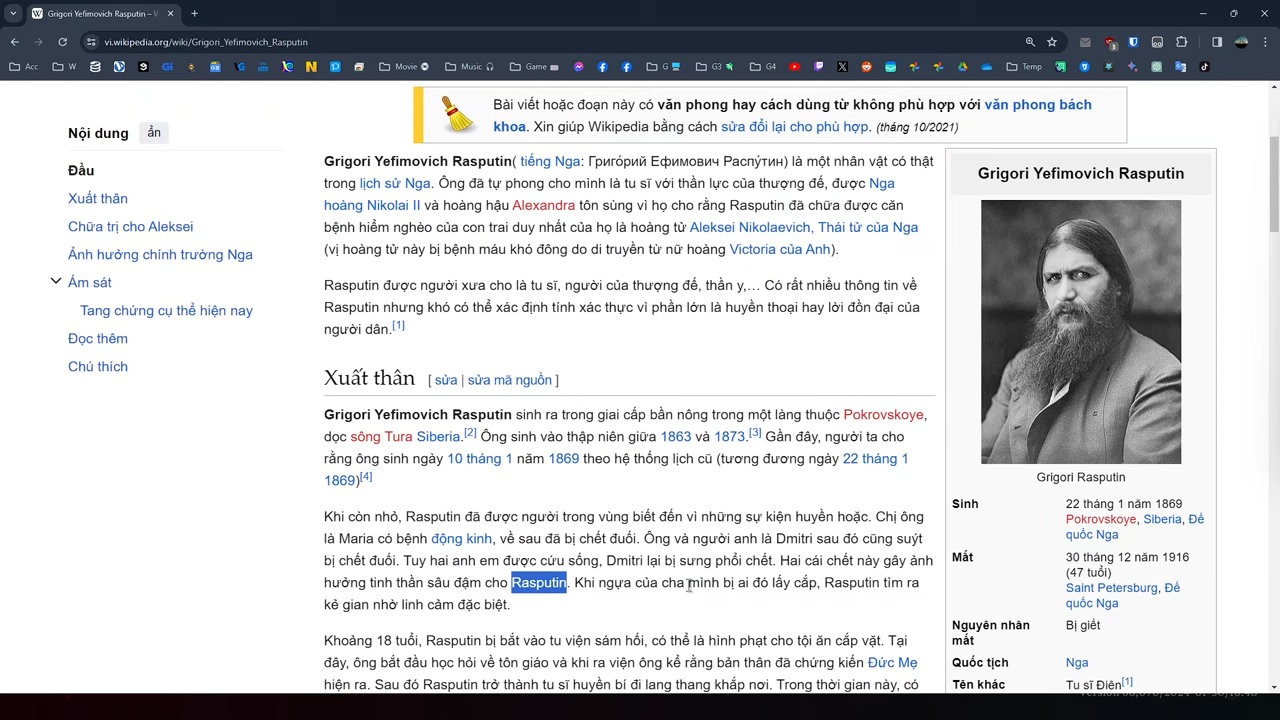 Grigori Yefimovich Rasputin –
vi.wikipedia.org/wiki/Grigori_Yefimovich_Rasputin
Acc
W
Movie
Music
Game
G
G3
G4
Temp
Bài viết hoặc đoạn này có văn phong hay cách dùng từ không phù hợp với văn phong bách
khoa. Xin giúp Wikipedia bằng cách sửa đổi lại cho phù hợp. (tháng 10/2021)
Nội dung ẩn
Đầu
Xuất thân
Chữa trị cho Aleksei
Ảnh hưởng chính trường Nga
Ám sát
Tang chứng cụ thể hiện nay
Đọc thêm
Chú thích
Grigori Yefimovich Rasputin( tiếng Nga: Григо́рий Ефимович Распу́тин) là một nhân vật có thật
trong lịch sử Nga. Ông đã tự phong cho mình là tu sĩ với thần lực của thượng đế, được Nga
hoàng Nikolai II và hoàng hậu Alexandra tôn sùng vì họ cho rằng Rasputin đã chữa được căn
bệnh hiểm nghèo của con trai duy nhất của họ là hoàng tử Aleksei Nikolaevich, Thái tử của Nga
(vị hoàng tử này bị bệnh máu khó đông do di truyền từ nữ hoàng Victoria của Anh).
Rasputin được người xưa cho là tu sĩ, người của thượng đế, thần y,... Có rất nhiều thông tin về
Rasputin nhưng khó có thể xác định tính xác thực vì phần lớn là huyền thoại hay lời đồn đại của
người dân.[1]
Xuất thân [ sửa | sửa mã nguồn ]
Grigori Yefimovich Rasputin sinh ra trong giai cấp bần nông trong một làng thuộc Pokrovskoye,
dọc sông Tura Siberia.[2] Ông sinh vào thập niên giữa 1863 và 1873.[3] Gần đây, người ta cho
rằng ông sinh ngày 10 tháng 1 năm 1869 theo hệ thống lịch cũ (tương đương ngày 22 tháng 1
1869)[4]
Khi còn nhỏ, Rasputin đã được người trong vùng biết đến vì những sự kiện huyền hoặc. Chị ông
là Maria có bệnh động kinh, về sau đã bị chết đuối. Ông và người anh là Dmitri sau đó cũng suýt
bị chết đuối. Tuy hai anh em được cứu sống, Dmitri lại bị sưng phổi chết. Hai cái chết này gây ảnh
hưởng tinh thần sâu đậm cho Rasputin. Khi ngựa của cha mình bị ai đó lấy cắp, Rasputin tìm ra
kẻ gian nhờ linh cảm đặc biệt.
Khoảng 18 tuổi, Rasputin bị bắt vào tu viện sám hối, có thể là hình phạt cho tội ăn cắp vặt. Tại
đây, ông bắt đầu học hỏi về tôn giáo và khi ra viện ông kể rằng bản thân đã chứng kiến Đức Mẹ
hiện ra. Sau đó Rasputin trở thành tu sĩ huyền bí đi lang thang khắp nơi. Trong thời gian này, có
Grigori Yefimovich Rasputin
Grigori Rasputin
Sinh 22 tháng 1 năm 1869
Pokrovskoye, Siberia, Đế
quốc Nga
Mất 30 tháng 12 năm 1916
(47 tuổi)
Saint Petersburg, Đế
quốc Nga
Nguyên nhân Bị giết
mất
Quốc tịch Nga
Tên khác Tu sĩ Điên[1]